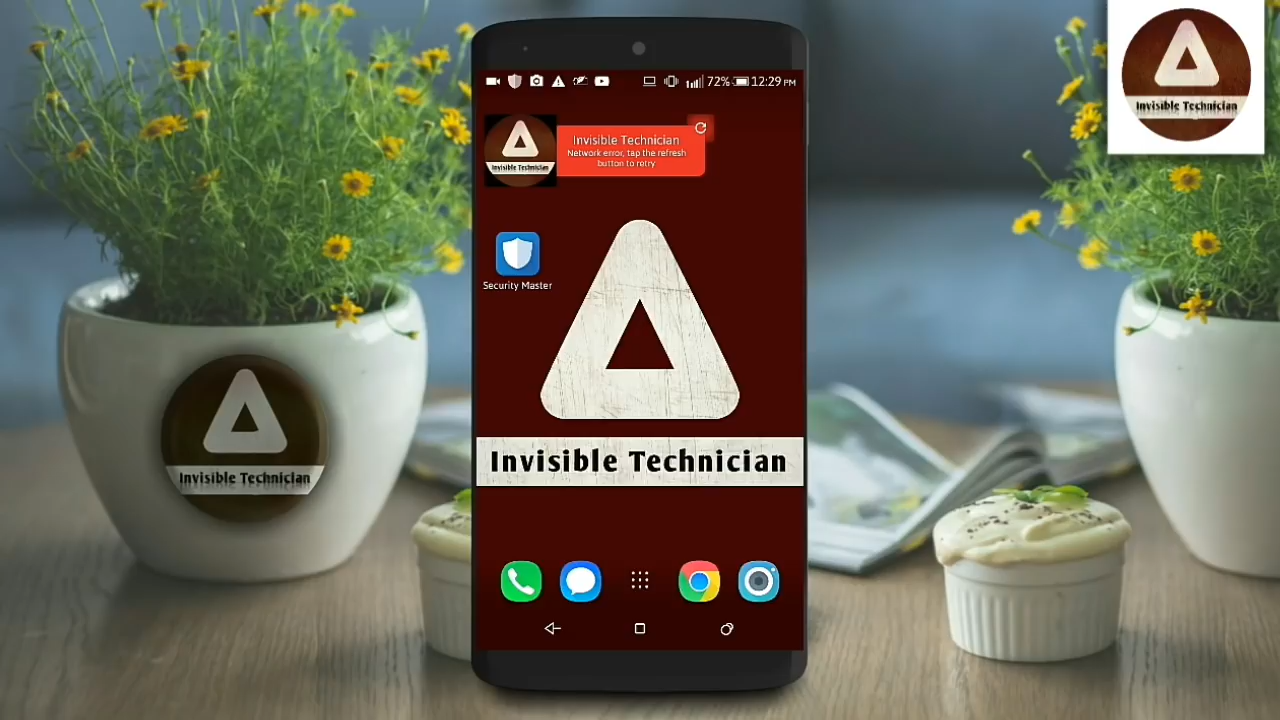 72% 12:29 PM
Invisible Technician
Invisible Technician
Network error, tap the refresh
button to retry
Invisible Technician
Security Master
Invisible Technician
Invisible Technician